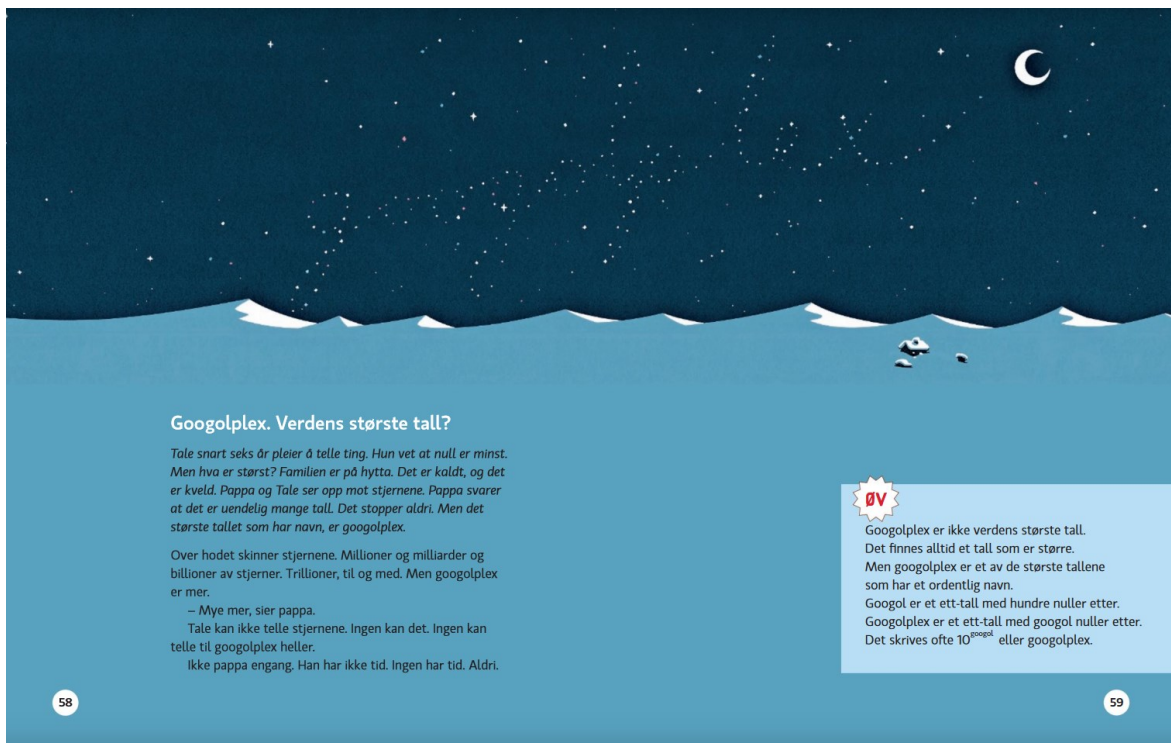 Googolplex. Verdens største tall?
Tale snart seks år pleier å telle ting. Hun vet at null er minst.
Men hva er størst? Familien er på hytta. Det er kaldt, og det
er kveld. Pappa og Tale ser opp mot stjernene. Pappa svarer
at det er uendelig mange tall. Det stopper aldri. Men det
største tallet som har navn, er googolplex.
Over hodet skinner stjernene. Millioner og milliarder og
billioner av stjerner. Trillioner, til og med. Men googolplex
er mer.
– Mye mer, sier pappa.
Tale kan ikke telle stjernene. Ingen kan det. Ingen kan
telle til googolplex heller.
Ikke pappa engang. Han har ikke tid. Ingen har tid. Aldri.
58
ØV
Googolplex er ikke verdens største tall.
Det finnes alltid et tall som er større.
Men googolplex er et av de største tallene
som har et ordentlig navn.
Googol er et ett-tall med hundre nuller etter.
Googolplex er et ett-tall med googol nuller etter.
Det skrives ofte 10^googol eller googolplex.
59